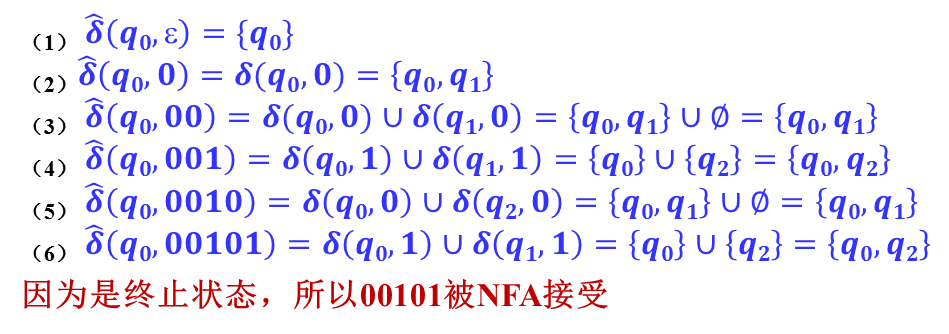 （1） δ̂(q₀, ε) = {q₀}
（2） δ̂(q₀, 0) = δ(q₀, 0) = {q₀, q₁}
（3） δ̂(q₀, 00) = δ(q₀, 0) ∪ δ(q₁, 0) = {q₀, q₁} ∪ ∅ = {q₀, q₁}
（4） δ̂(q₀, 001) = δ(q₀, 1) ∪ δ(q₁, 1) = {q₀} ∪ {q₂} = {q₀, q₂}
（5） δ̂(q₀, 0010) = δ(q₀, 0) ∪ δ(q₂, 0) = {q₀, q₁} ∪ ∅ = {q₀, q₁}
（6） δ̂(q₀, 00101) = δ(q₀, 1) ∪ δ(q₁, 1) = {q₀} ∪ {q₂} = {q₀, q₂}
因为是终止状态，所以00101被NFA接受